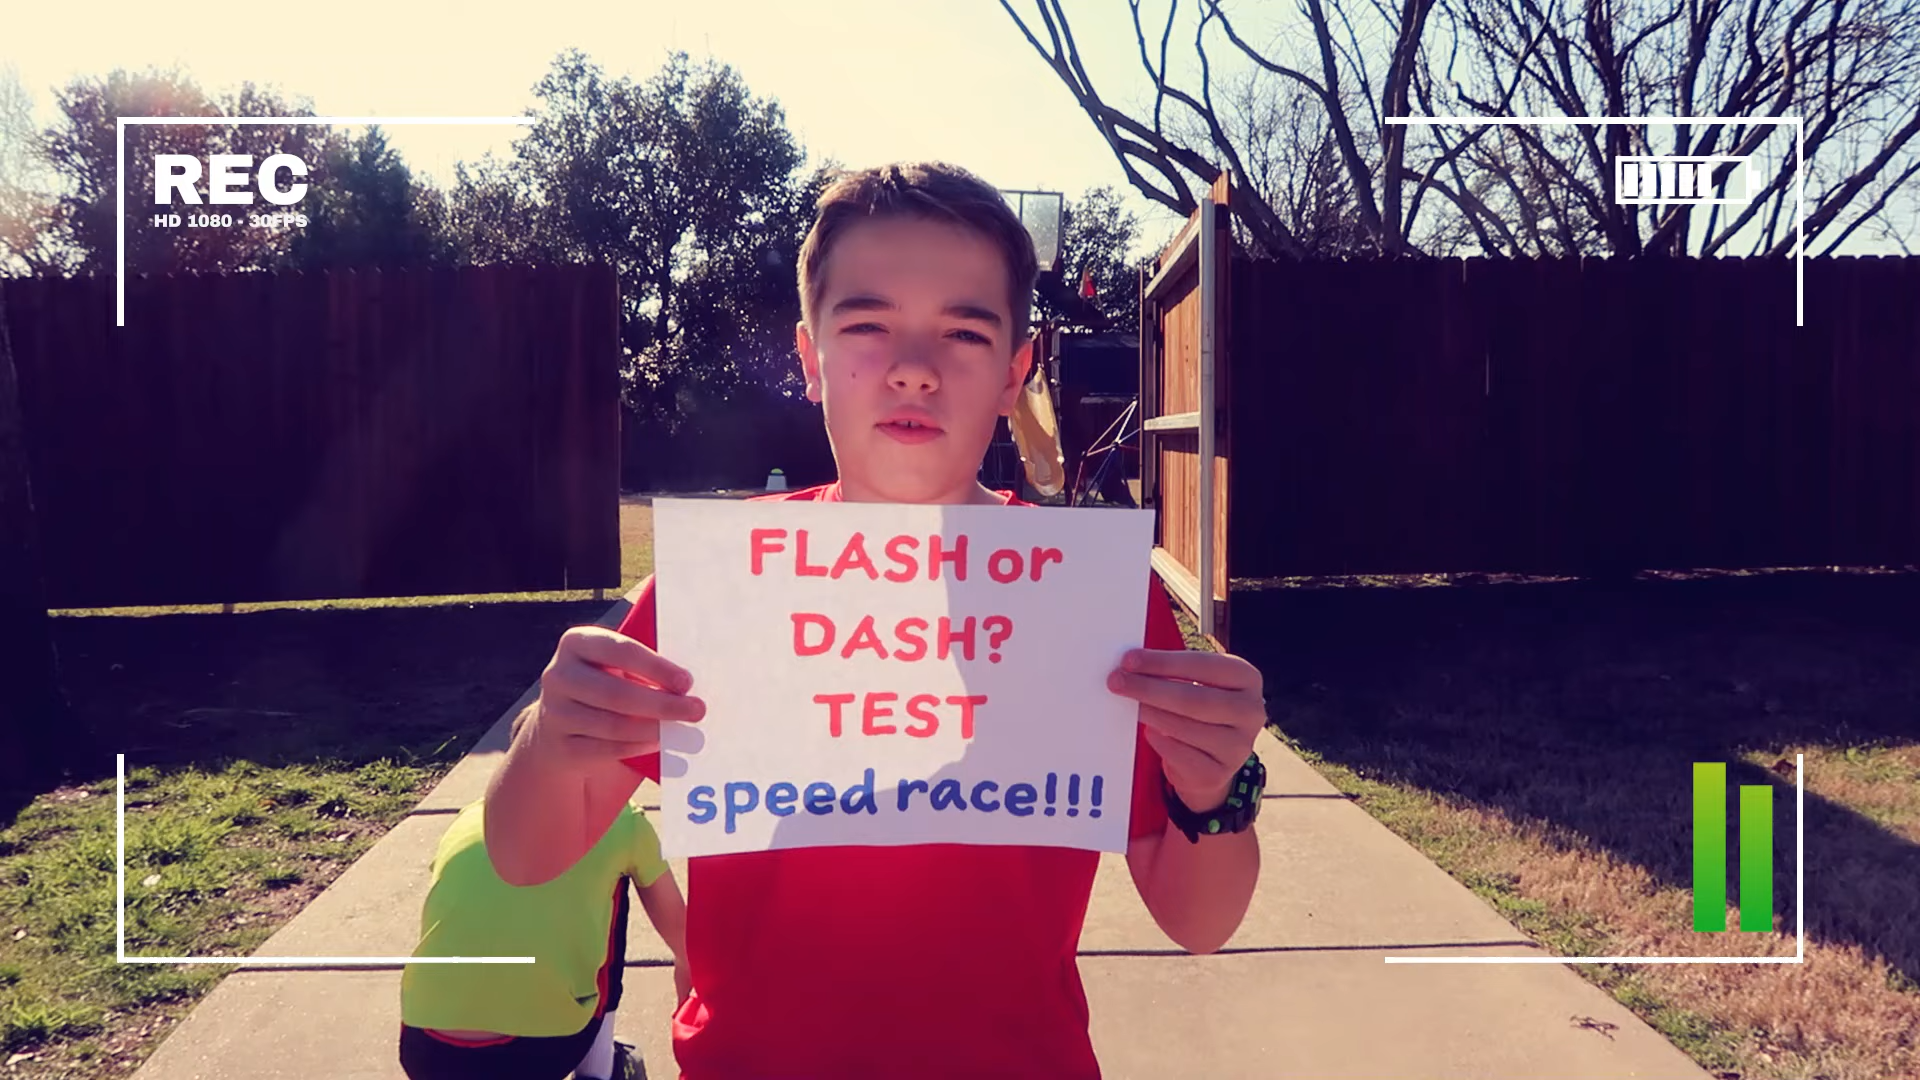 REC
HD 1080 - 30FPS
FLASH or
DASH?
TEST
speed race!!!